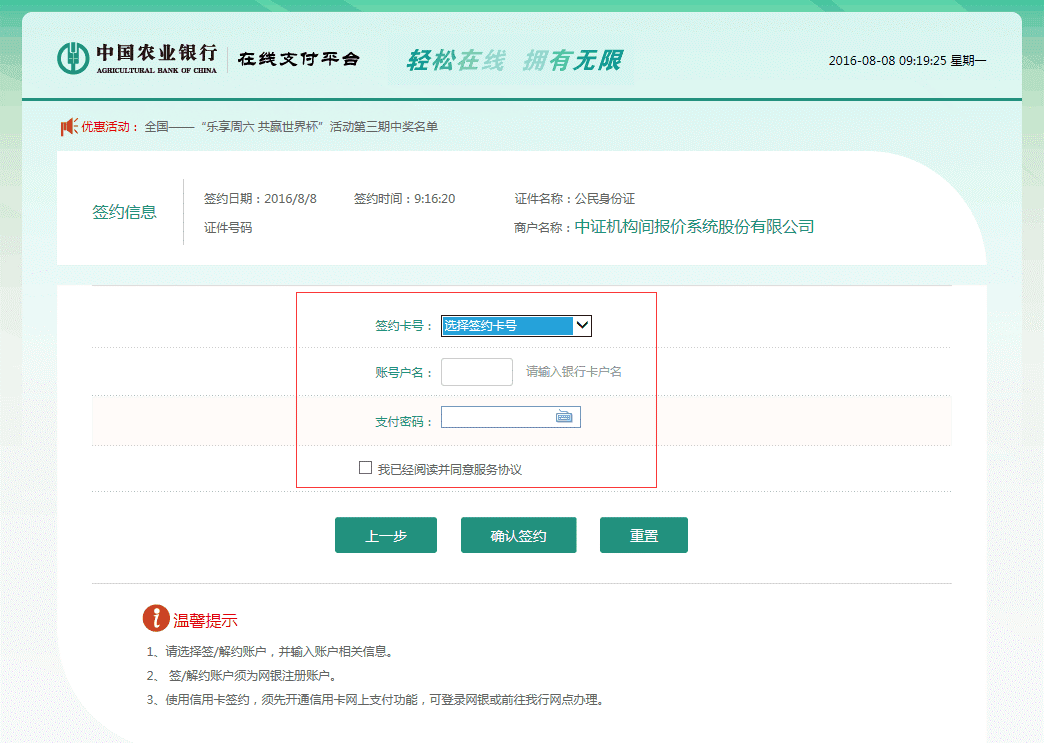 中国农业银行 在线支付平台 轻松在线 拥有无限
AGRICULTURAL BANK OF CHINA
2016-08-08 09:19:25 星期一
优惠活动： 全国——“乐享周六 共赢世界杯”活动第三期中奖名单
签约信息
签约日期：2016/8/8 签约时间：9:16:20 证件名称：公民身份证
证件号码 商户名称：中证机构间报价系统股份有限公司
签约卡号： 选择签约卡号
账号户名： 请输入银行卡户名
支付密码：
我已经阅读并同意服务协议
上一步 确认签约 重置
i 温馨提示
1、请选择签/解约账户，并输入账户相关信息。
2、 签/解约账户须为网银注册账户。
3、使用信用卡签约，须先开通信用卡网上支付功能，可登录网银或前往我行网点办理。